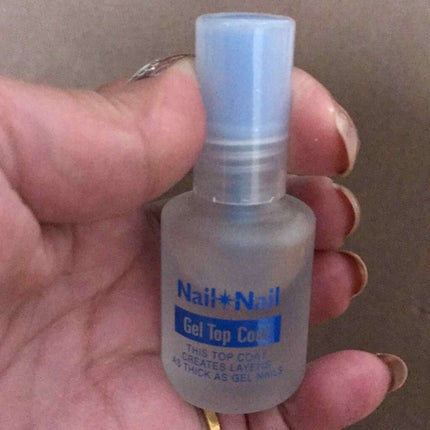 Nail✴Nail
Gel Top Coat
THIS TOP COAT
CREATES LAYERS
AS THICK AS GEL NAILS